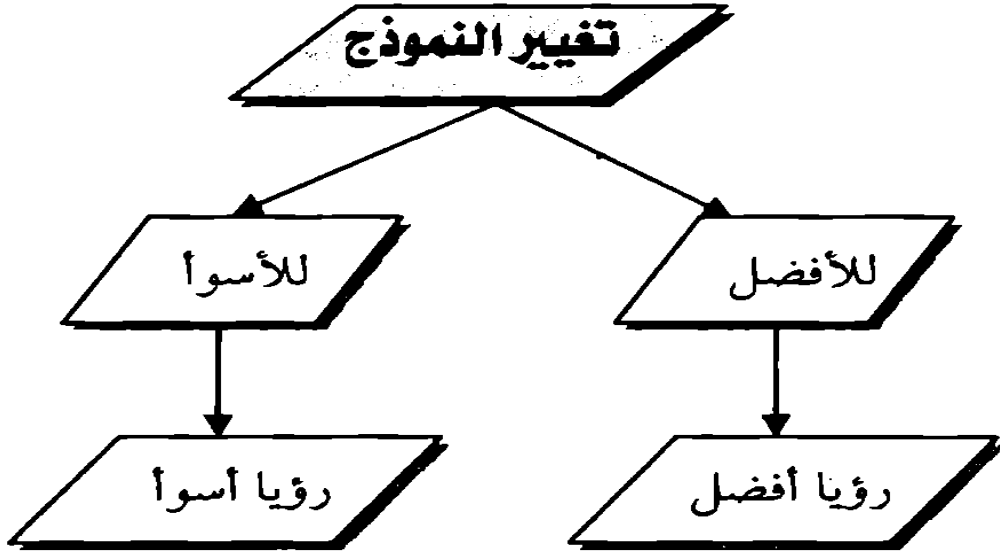 تغيير النموذج
للأفضل
للأسوأ
رؤيا أفضل
رؤيا أسوأ